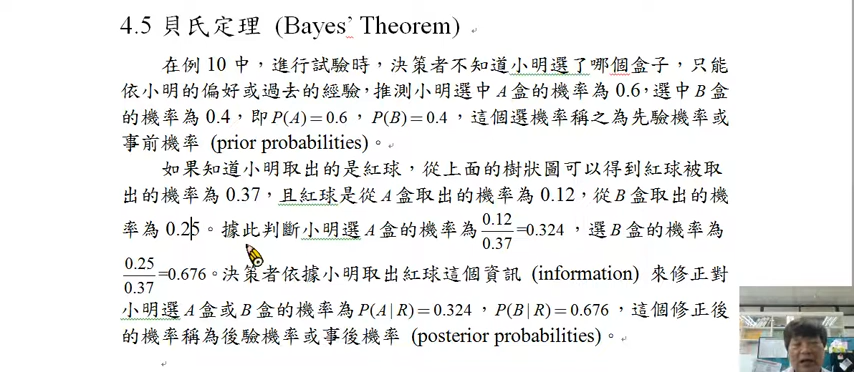 4.5 貝氏定理 (Bayes’ Theorem)
在例 10 中，進行試驗時，決策者不知道小明選了哪個盒子，只能
依小明的偏好或過去的經驗，推測小明選中 A 盒的機率為 0.6，選中 B 盒
的機率為 0.4，即 P(A) = 0.6，P(B) = 0.4，這個選機率稱之為先驗機率或
事前機率 (prior probabilities)。
如果知道小明取出的是紅球，從上面的樹狀圖可以得到紅球被取
出的機率為 0.37，且紅球是從 A 盒取出的機率為 0.12，從 B 盒取出的機
率為 0.25。據此判斷小明選 A 盒的機率為 0.12/0.37=0.324，選 B 盒的機率為
0.25/0.37=0.676。決策者依據小明取出紅球這個資訊 (information) 來修正對
小明選 A 盒或 B 盒的機率為 P(A | R) = 0.324，P(B | R) = 0.676，這個修正後
的機率稱為後驗機率或事後機率 (posterior probabilities)。